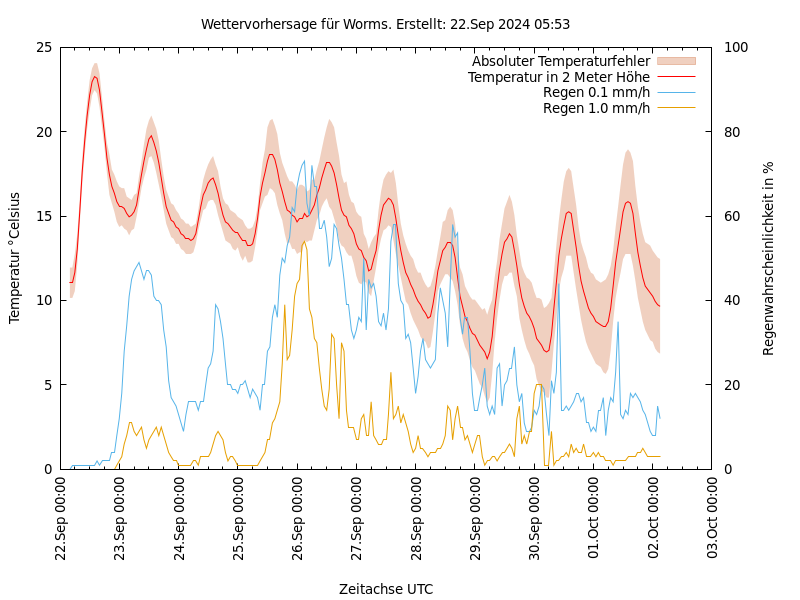 Wettervorhersage für Worms. Erstellt: 22.Sep 2024 05:53
Absoluter Temperaturfehler
Temperatur in 2 Meter Höhe
Regen 0.1 mm/h
Regen 1.0 mm/h
Temperatur °Celsius
25
20
15
10
5
0
Regenwahrscheinlichkeit in %
100
80
60
40
20
0
22.Sep 00:00
23.Sep 00:00
24.Sep 00:00
25.Sep 00:00
26.Sep 00:00
27.Sep 00:00
28.Sep 00:00
29.Sep 00:00
30.Sep 00:00
01.Oct 00:00
02.Oct 00:00
03.Oct 00:00
Zeitachse UTC